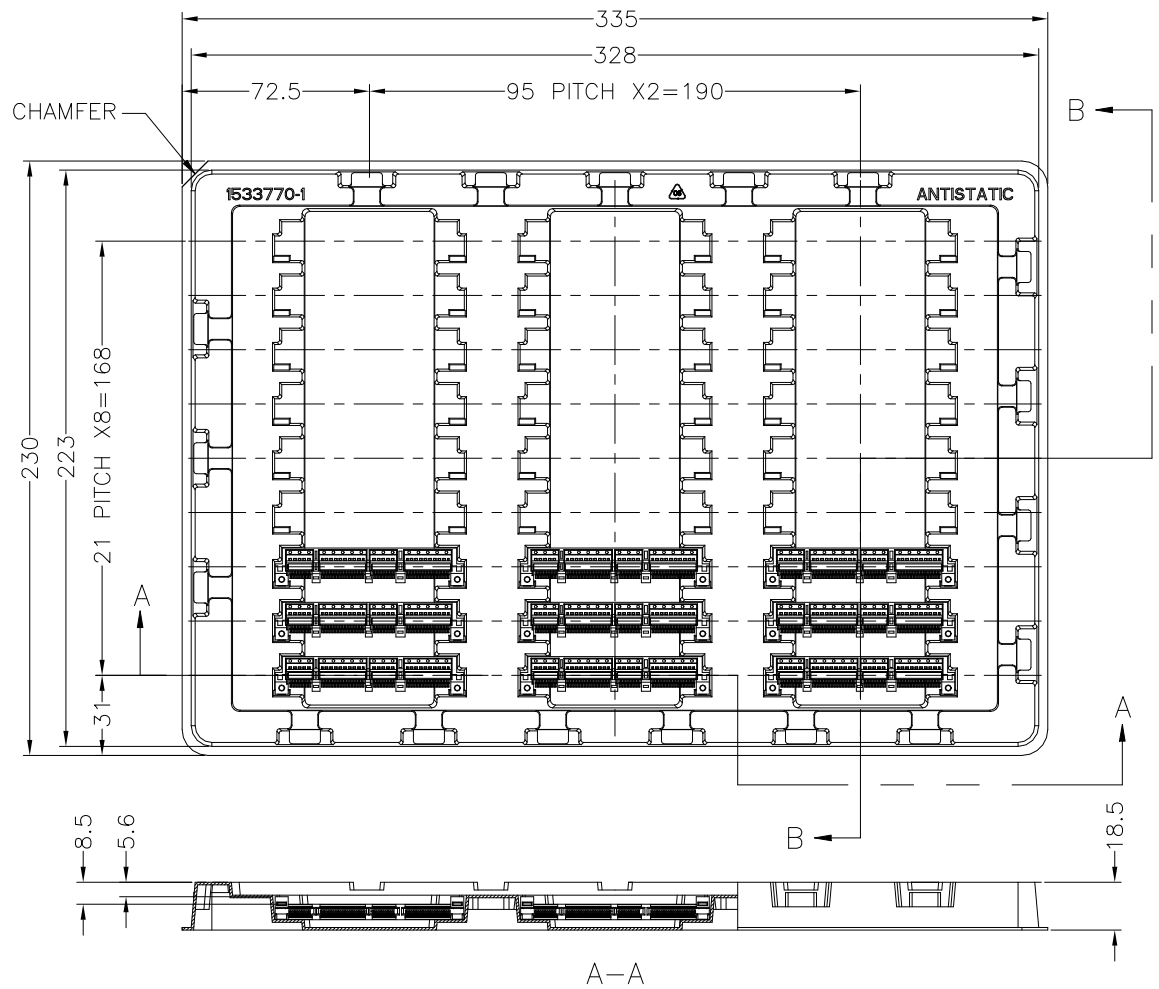 335
328
72.5
95 PITCH X2=190
CHAMFER
B
1533770-1
ANTISTATIC
230
223
21 PITCH X8=168
A
31
A
B
8.5
5.6
18.5
A-A